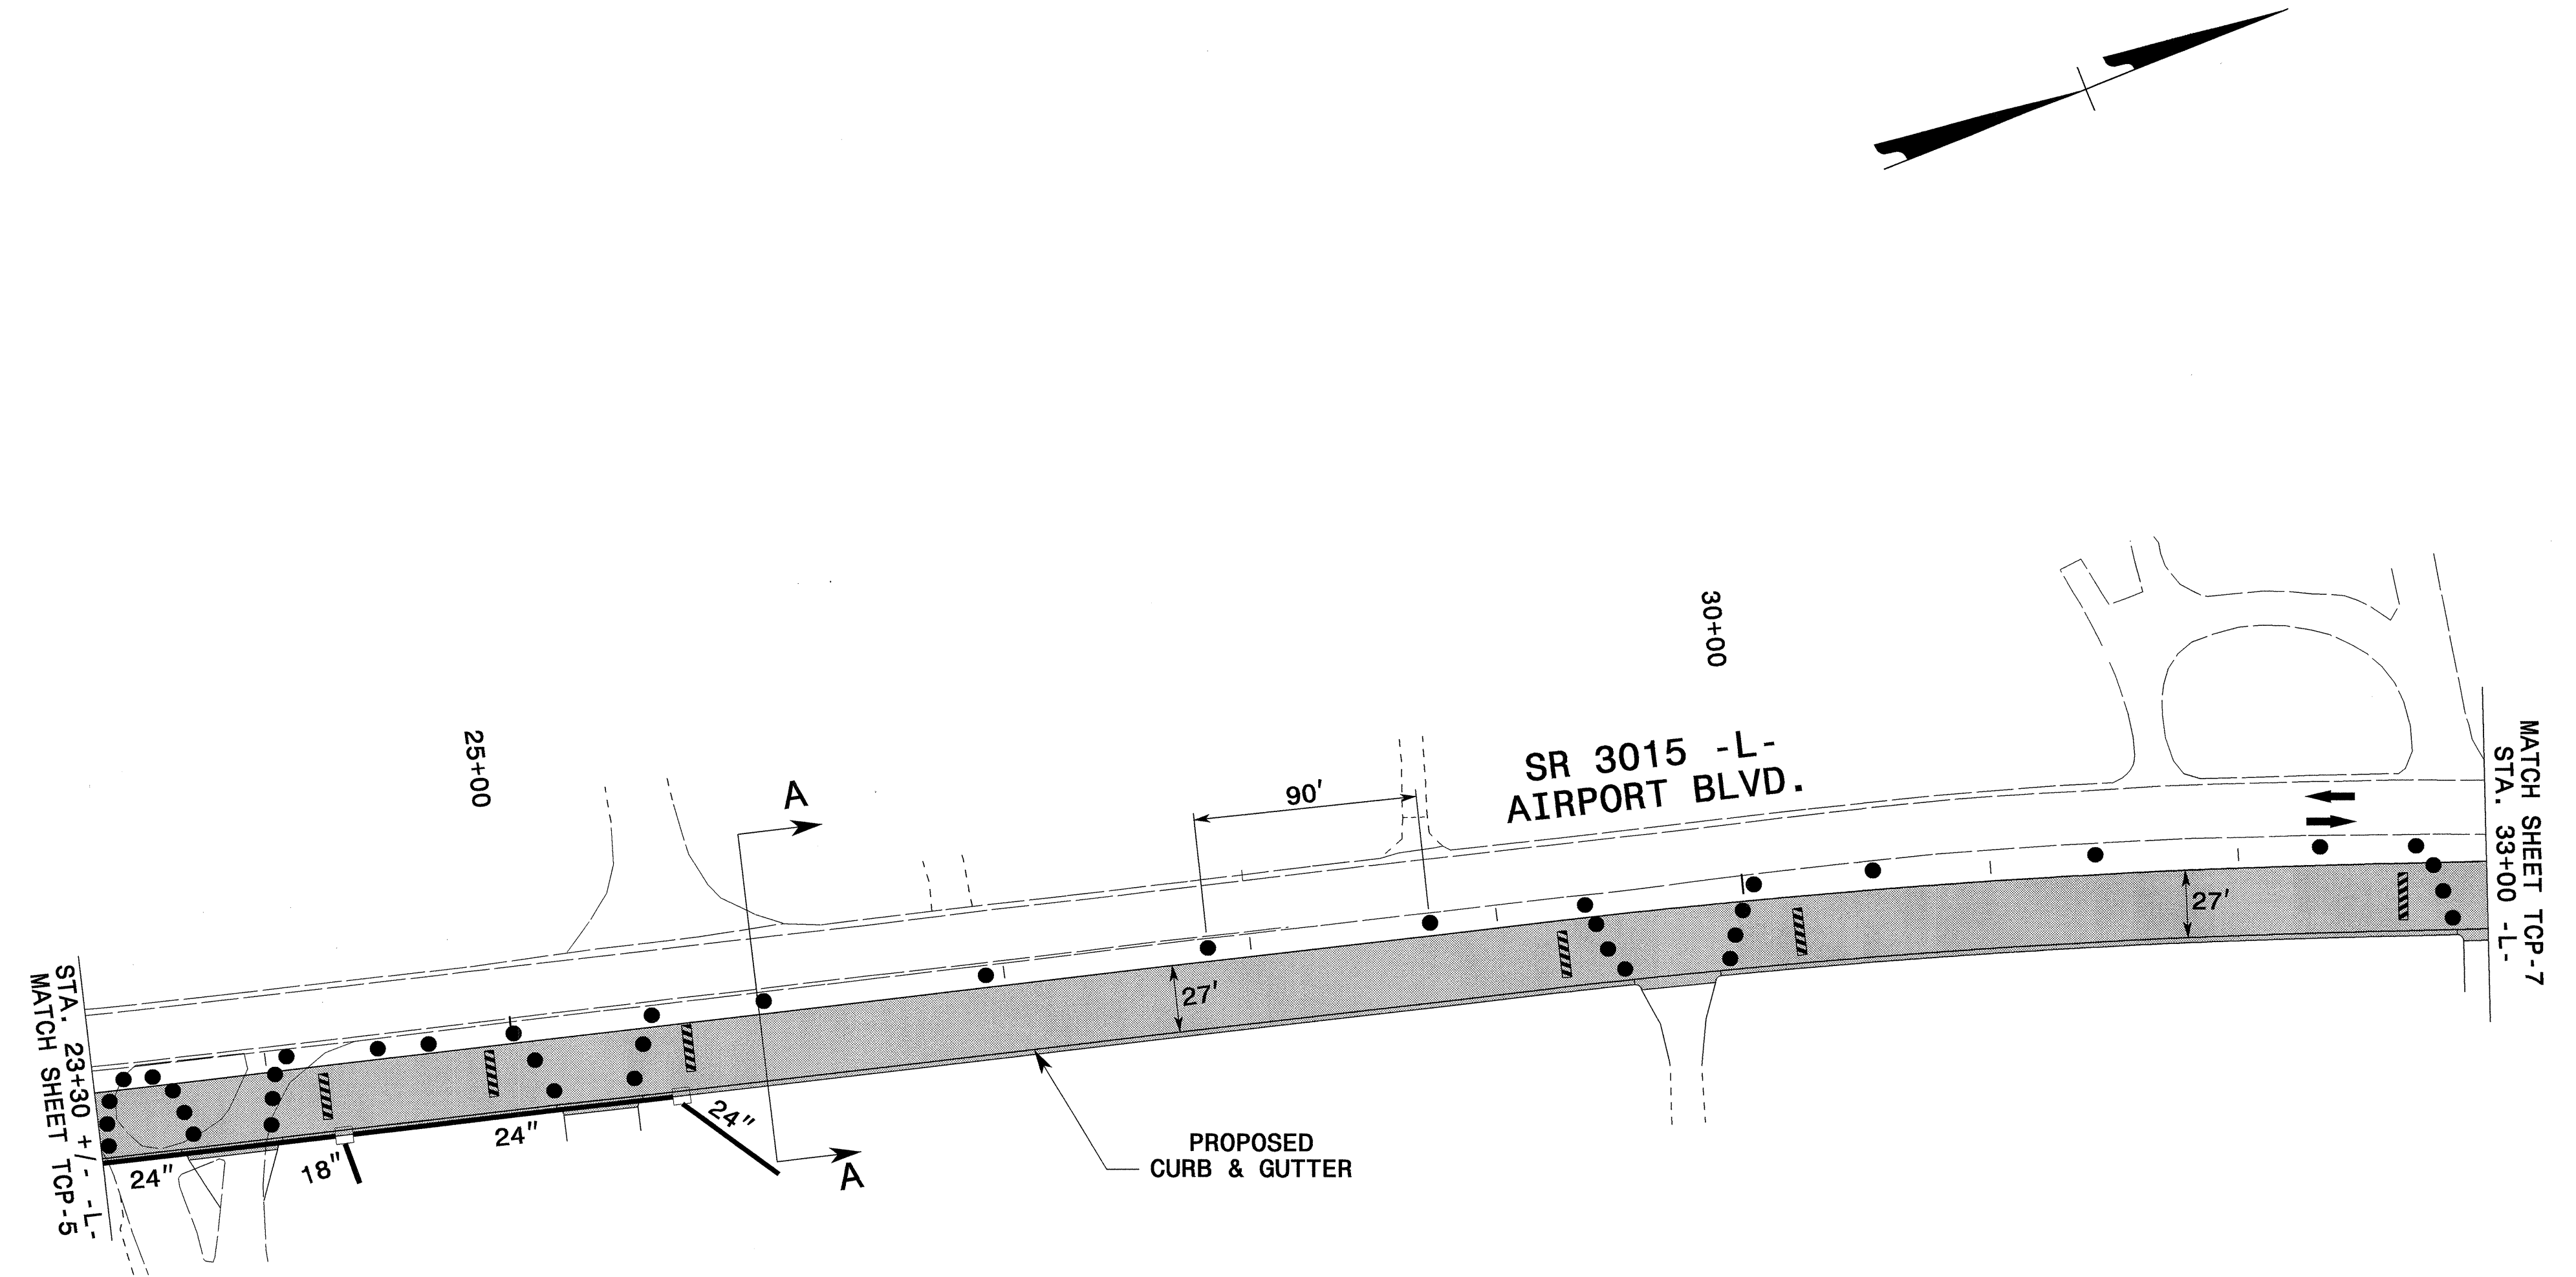 25+00
A
90'
30+00
SR 3015 -L-
AIRPORT BLVD.
MATCH SHEET TCP-7
STA. 33+00 -L-
27'
27'
STA. 23+30 +/- -L-
MATCH SHEET TCP-5
24"
18"
24"
24"
A
PROPOSED
CURB & GUTTER